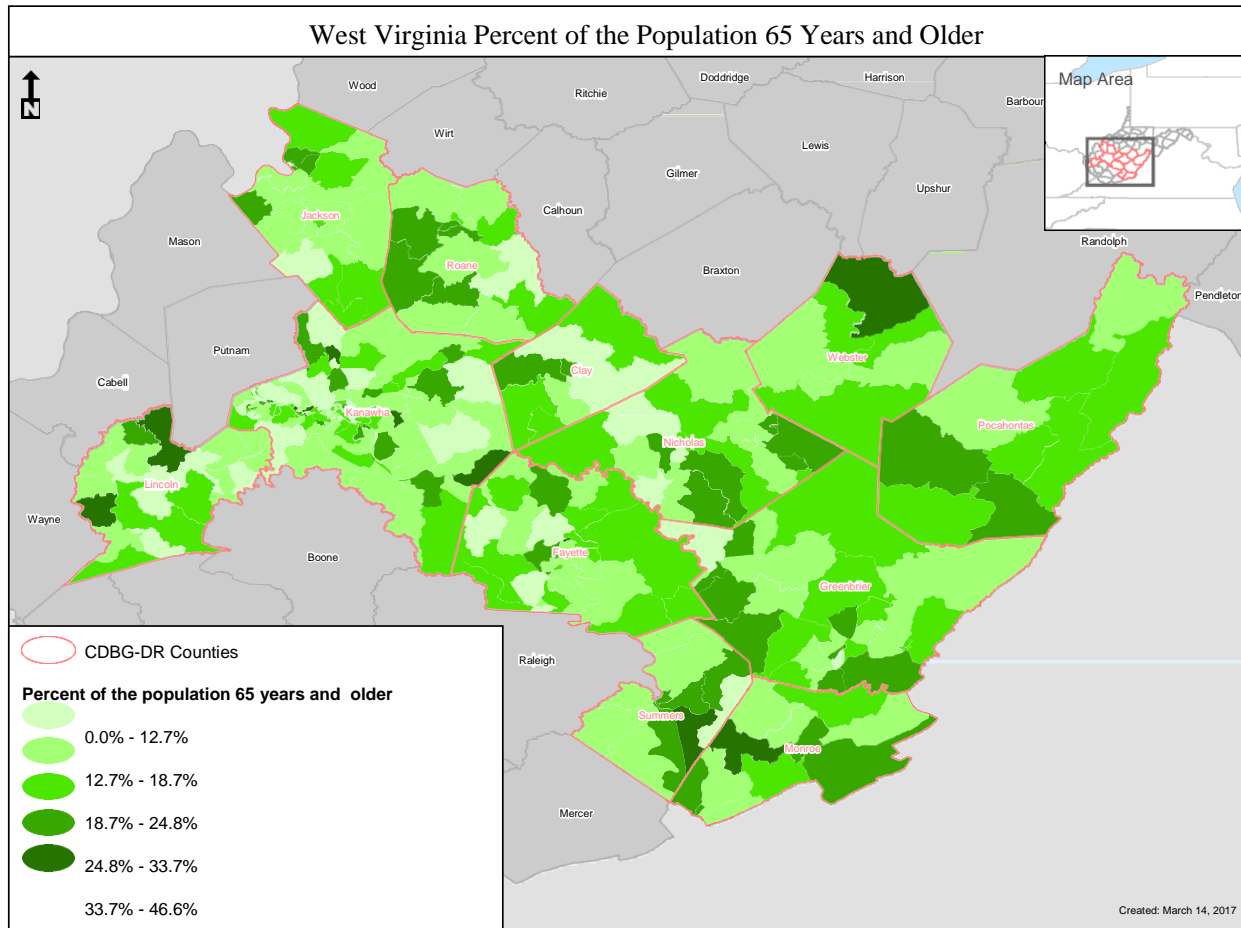 West Virginia Percent of the Population 65 Years and Older
N
Map Area
Wood
Ritchie
Doddridge
Harrison
Barbour
Wirt
Lewis
Gilmer
Upshur
Calhoun
Randolph
Mason
Jackson
Braxton
Roane
Pendleton
Putnam
Webster
Clay
Cabell
Kanawha
Pocahontas
Nicholas
Lincoln
Wayne
Boone
Fayette
Greenbrier
Raleigh
Summers
Monroe
Mercer
CDBG-DR Counties
Percent of the population 65 years and older
0.0% - 12.7%
12.7% - 18.7%
18.7% - 24.8%
24.8% - 33.7%
33.7% - 46.6%
Created: March 14, 2017